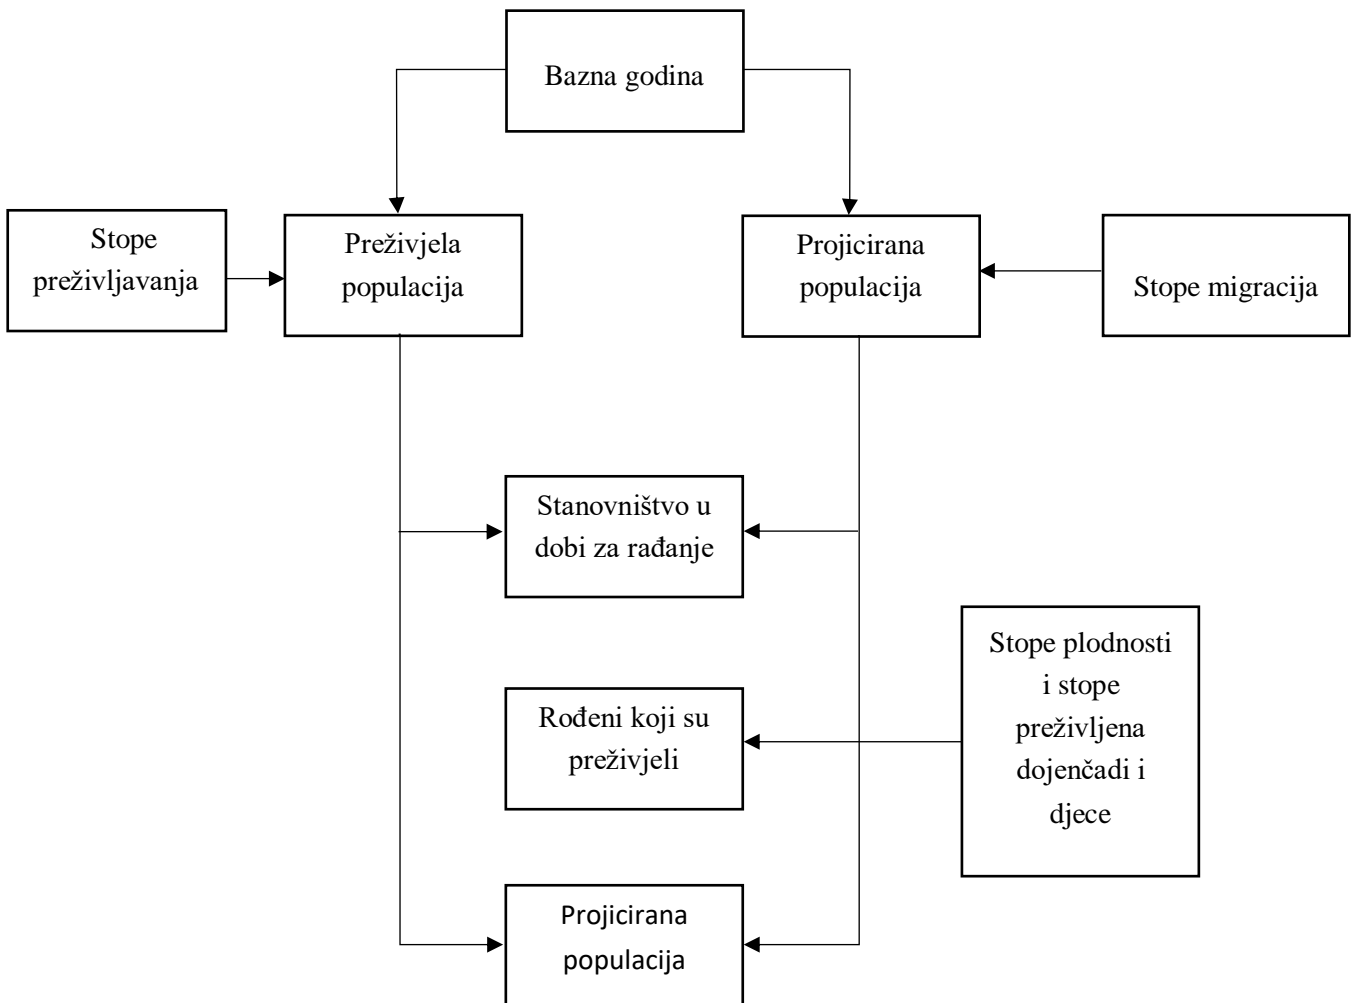 Bazna godina
Stope
preživljavanja
Preživjela
populacija
Projicirana
populacija
Stope migracija
Stanovništvo u
dobi za rađanje
Stope plodnosti
i stope
preživljena
dojenčadi i
djece
Rođeni koji su
preživjeli
Projicirana
populacija